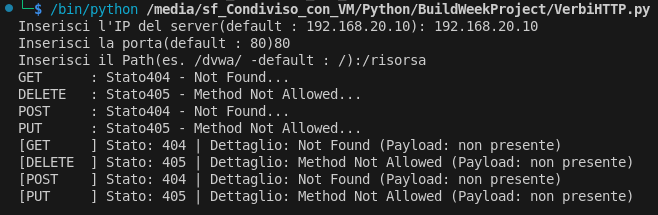 └─$ /bin/python /media/sf_Condiviso_con_VM/Python/BuildWeekProject/VerbiHTTP.py
Inserisci l'IP del server(default : 192.168.20.10): 192.168.20.10
Inserisci la porta(default : 80)80
Inserisci il Path(es. /dvwa/ -default : /):/risorsa
GET      : Stato404 - Not Found...
DELETE   : Stato405 - Method Not Allowed...
POST     : Stato404 - Not Found...
PUT      : Stato405 - Method Not Allowed...
[GET     ] Stato: 404 | Dettaglio: Not Found (Payload: non presente)
[DELETE  ] Stato: 405 | Dettaglio: Method Not Allowed (Payload: non presente)
[POST    ] Stato: 404 | Dettaglio: Not Found (Payload: non presente)
[PUT     ] Stato: 405 | Dettaglio: Method Not Allowed (Payload: non presente)